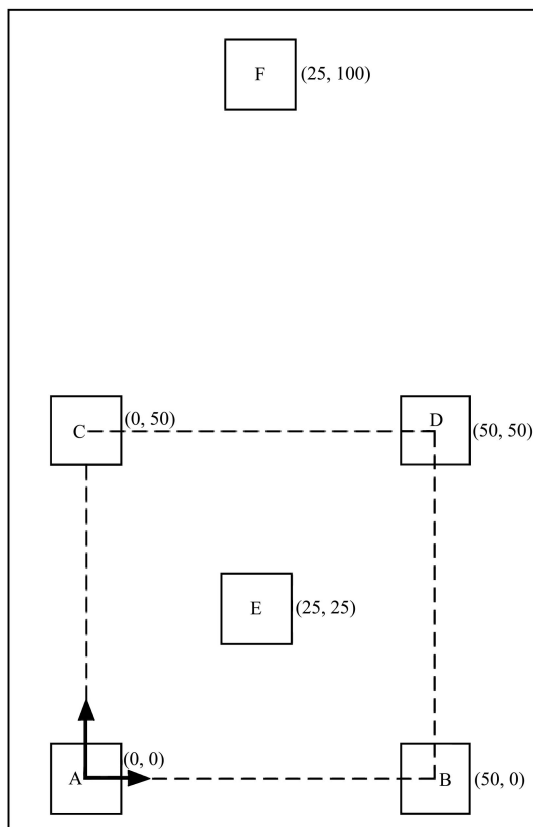 F (25, 100)
C (0, 50)
D (50, 50)
E (25, 25)
A (0, 0)
B (50, 0)